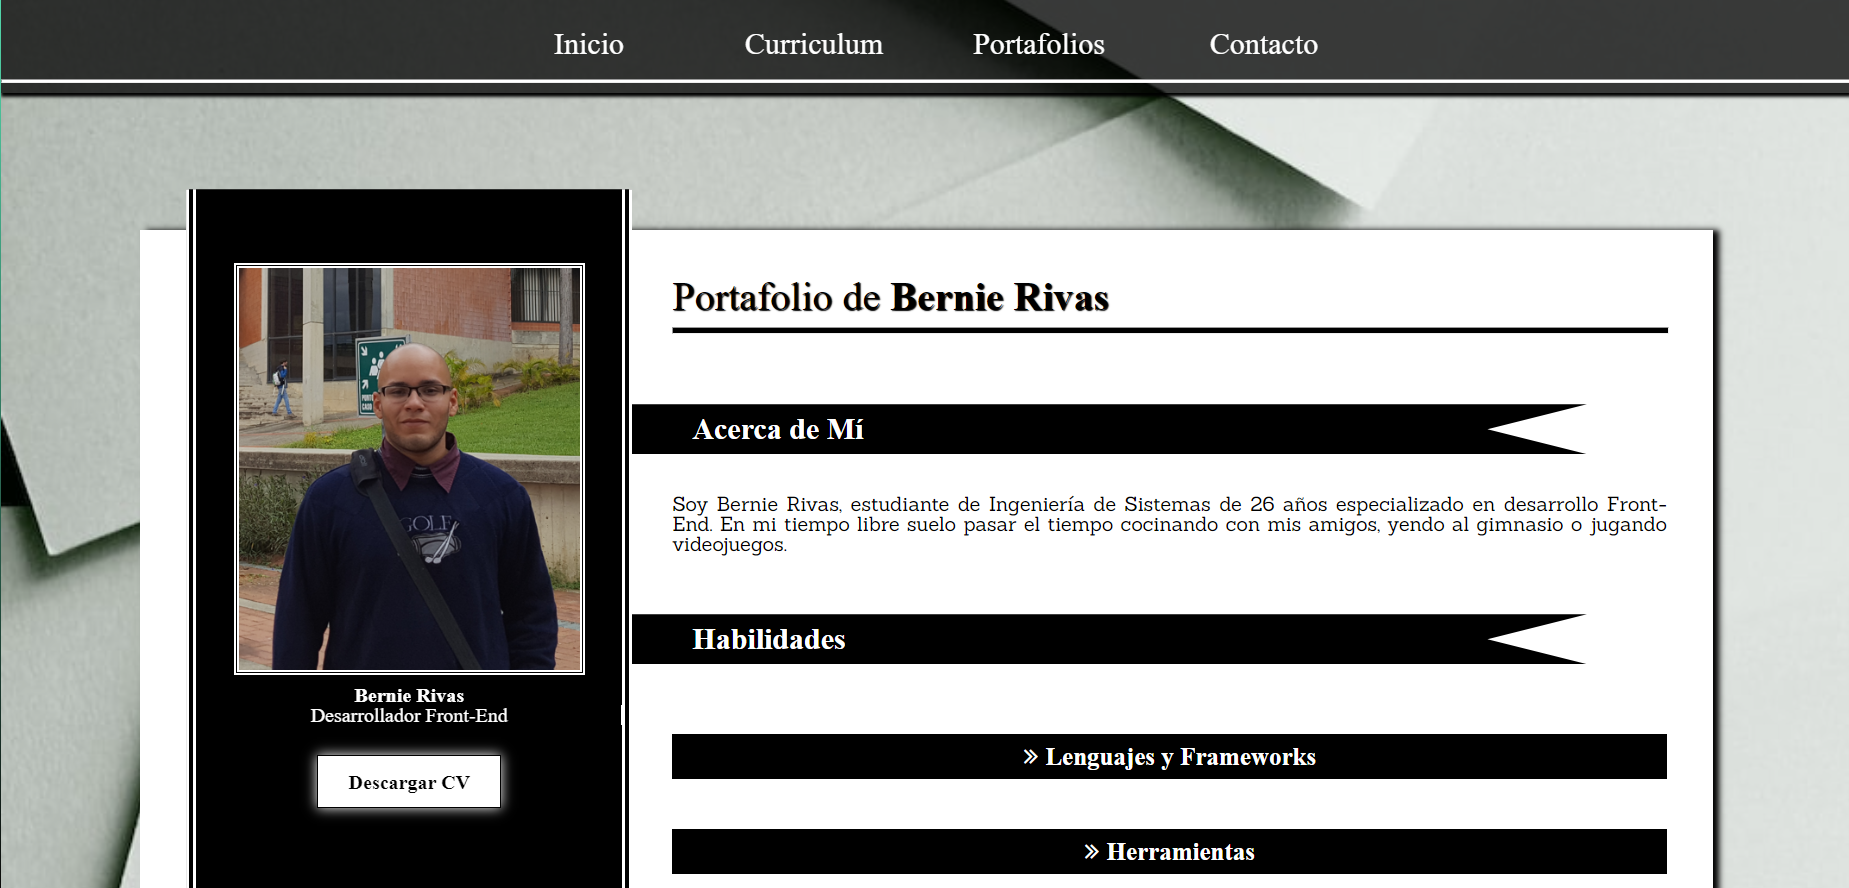 Inicio Curriculum Portafolios Contacto
Portafolio de Bernie Rivas
Acerca de Mí
Soy Bernie Rivas, estudiante de Ingeniería de Sistemas de 26 años especializado en desarrollo Front-
End. En mi tiempo libre suelo pasar el tiempo cocinando con mis amigos, yendo al gimnasio o jugando
videojuegos.
Habilidades
» Lenguajes y Frameworks
» Herramientas
GOLF
Bernie Rivas
Desarrollador Front-End
Descargar CV